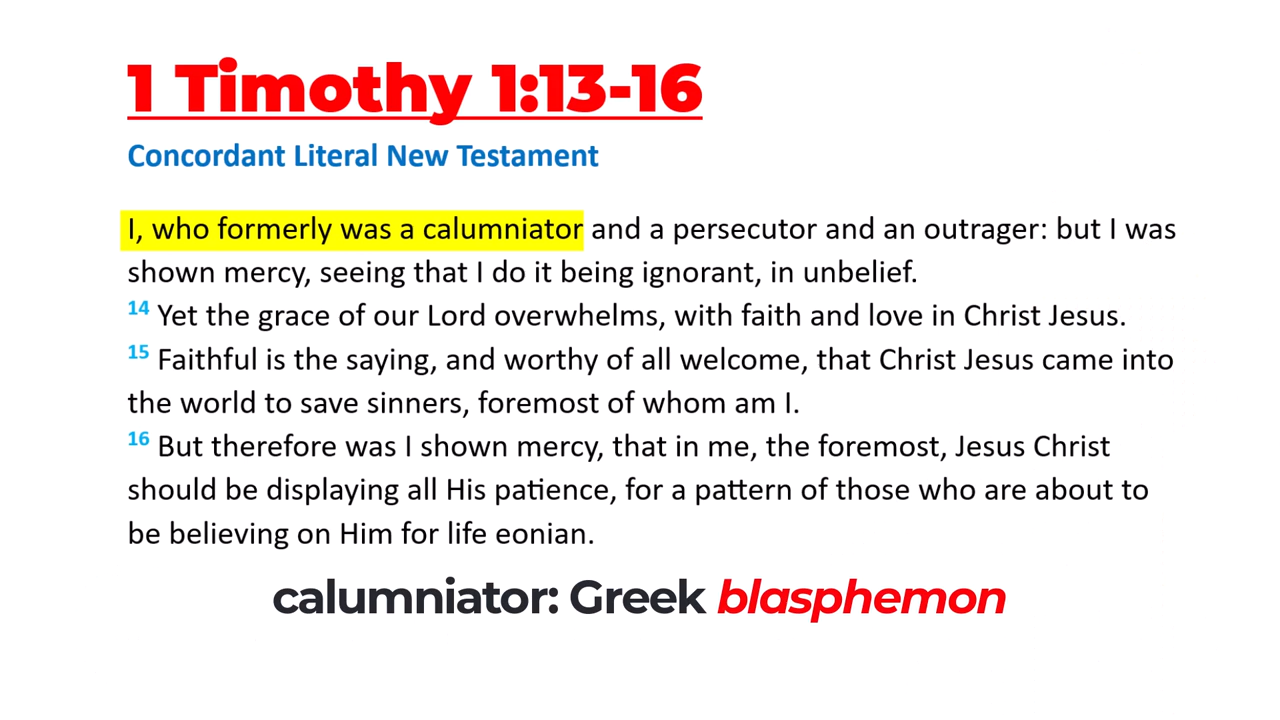 1 Timothy 1:13-16
Concordant Literal New Testament
I, who formerly was a calumniator and a persecutor and an outrager: but I was
shown mercy, seeing that I do it being ignorant, in unbelief.
14 Yet the grace of our Lord overwhelms, with faith and love in Christ Jesus.
15 Faithful is the saying, and worthy of all welcome, that Christ Jesus came into
the world to save sinners, foremost of whom am I.
16 But therefore was I shown mercy, that in me, the foremost, Jesus Christ
should be displaying all His patience, for a pattern of those who are about to
be believing on Him for life eonian.
calumniator: Greek blasphemon